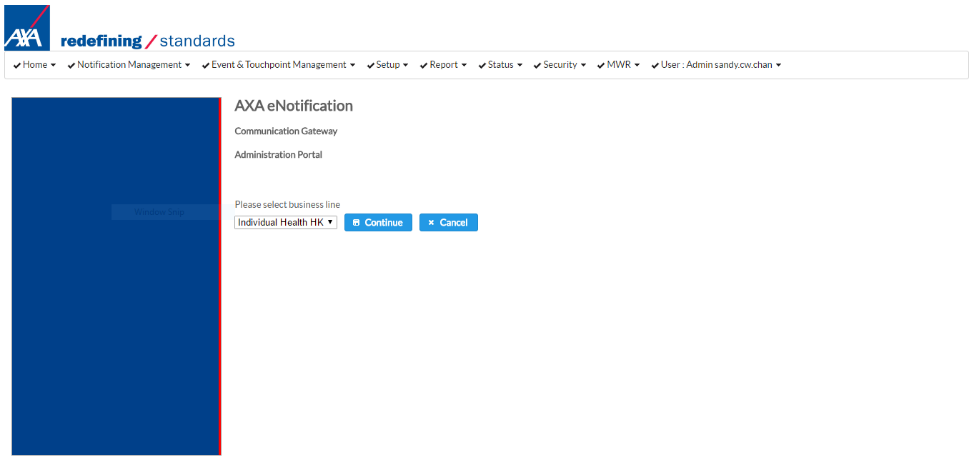 AXA
redefining / standards
Home Notification Management Event & Touchpoint Management Setup Report Status Security MWR User : Admin sandy.cw.chan
AXA eNotification
Communication Gateway
Administration Portal
Window Snip
Please select business line
Individual Health HK Continue Cancel